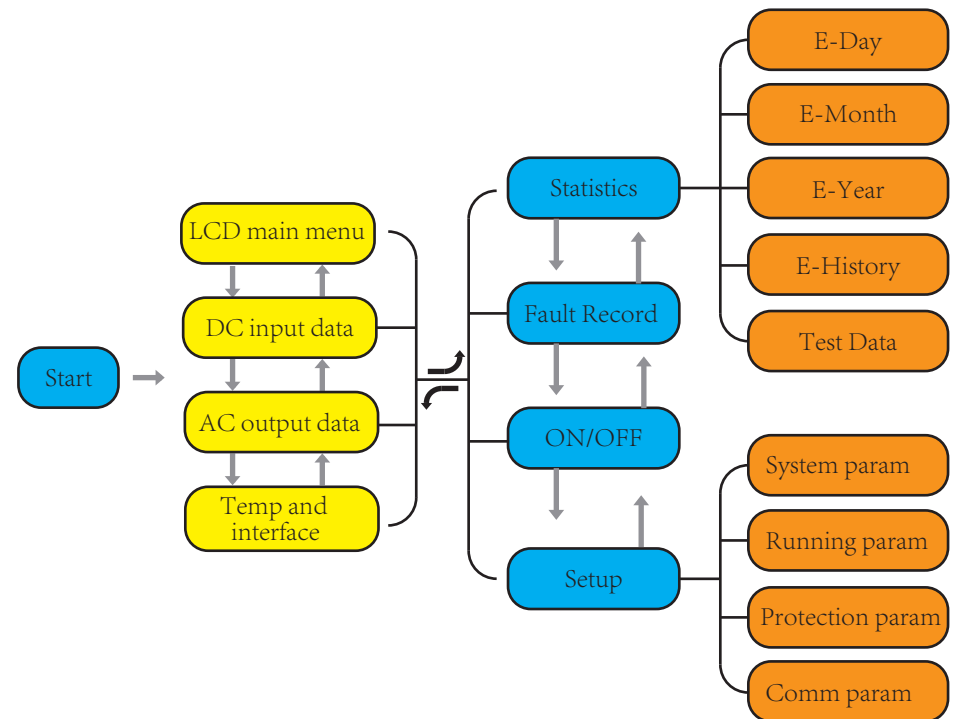 Start
LCD main menu
DC input data
AC output data
Temp and
interface
Statistics
Fault Record
ON/OFF
Setup
E-Day
E-Month
E-Year
E-History
Test Data
System param
Running param
Protection param
Comm param